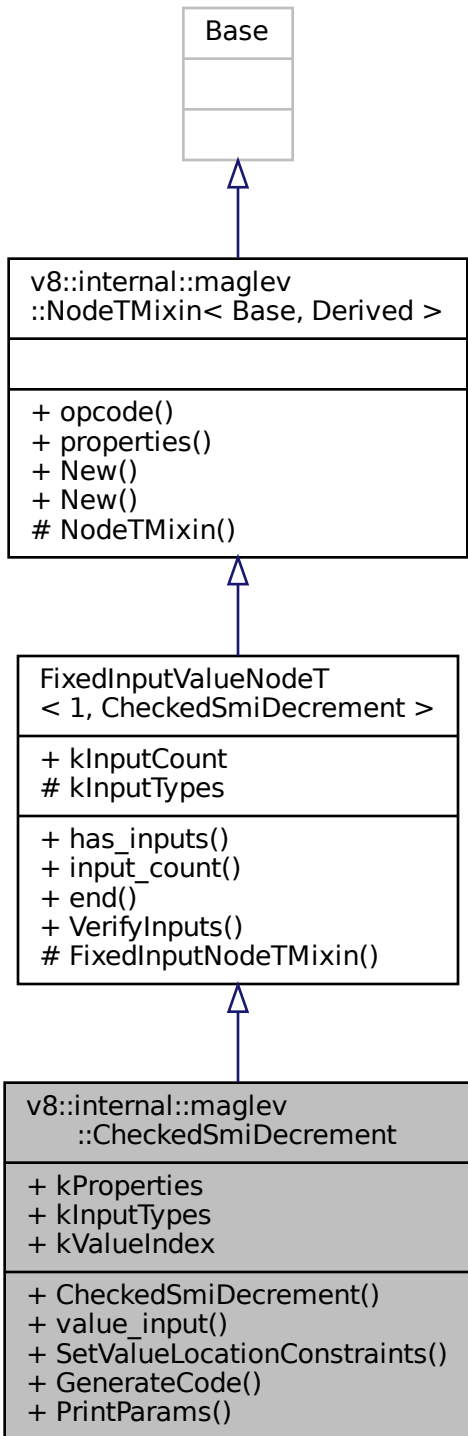 Base
v8::internal::maglev
::NodeTMixin< Base, Derived >
+ opcode()
+ properties()
+ New()
+ New()
# NodeTMixin()
FixedInputValueNodeT
< 1, CheckedSmiDecrement >
+ kInputCount
# kInputTypes
+ has_inputs()
+ input_count()
+ end()
+ VerifyInputs()
# FixedInputNodeTMixin()
v8::internal::maglev
::CheckedSmiDecrement
+ kProperties
+ kInputTypes
+ kValueIndex
+ CheckedSmiDecrement()
+ value_input()
+ SetValueLocationConstraints()
+ GenerateCode()
+ PrintParams()